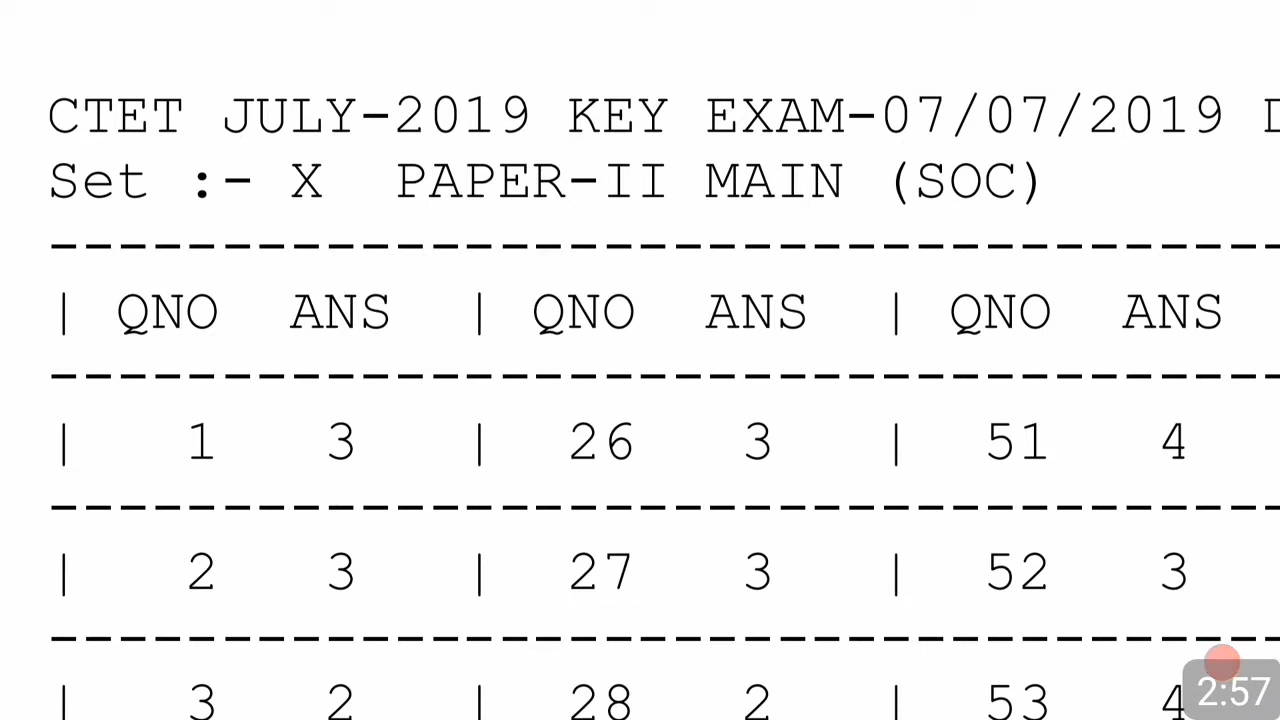 CTET JULY-2019 KEY EXAM-07/07/2019
Set :- X PAPER-II MAIN (SOC)
----------------------------------------
| QNO ANS | QNO ANS | QNO ANS
----------------------------------------
| 1 3 | 26 3 | 51 4
----------------------------------------
| 2 3 | 27 3 | 52 3
----------------------------------------
| 3 2 | 28 2 | 53 4
2:57